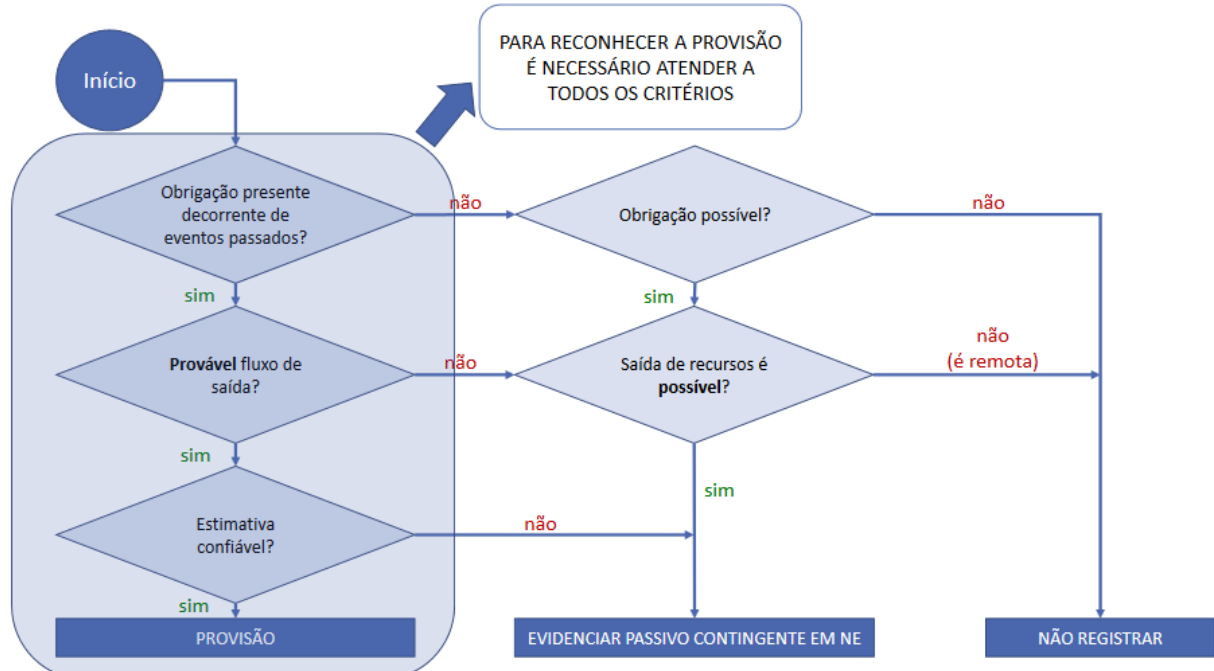 PARA RECONHECER A PROVISÃO
É NECESSÁRIO ATENDER A
TODOS OS CRITÉRIOS
Início
Obrigação presente
decorrente de
eventos passados?
não
Obrigação possível?
não
sim
sim
Provável fluxo de
saída?
não
Saída de recursos é
possível?
não
(é remota)
sim
sim
Estimativa
confiável?
não
sim
PROVISÃO
EVIDENCIAR PASSIVO CONTINGENTE EM NE
NÃO REGISTRAR